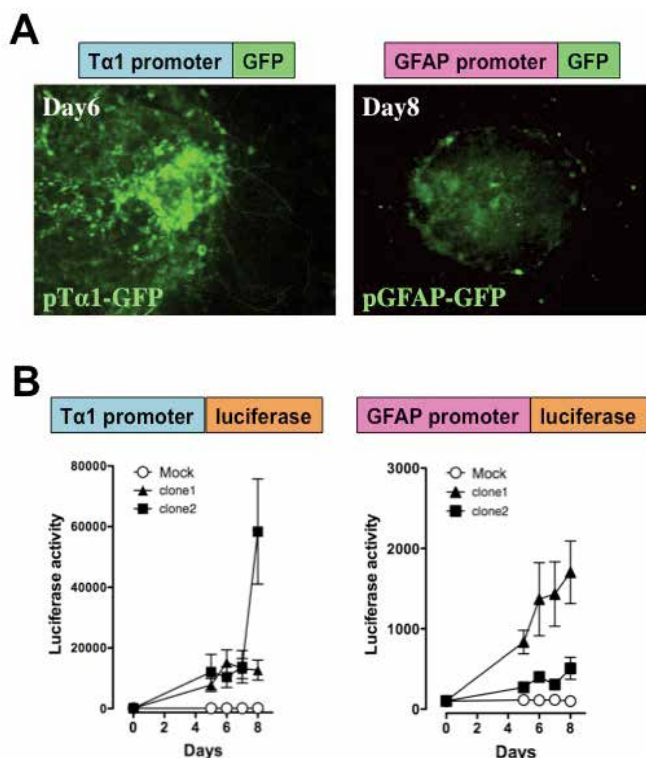 A
Tα1 promoter GFP
GFAP promoter GFP
Day6
Day8
pTα1-GFP
pGFAP-GFP
B
Tα1 promoter luciferase
GFAP promoter luciferase
80000
60000
40000
20000
0
Luciferase activity
Mock
clone1
clone2
0 2 4 6 8
Days
3000
2000
1000
0
Luciferase activity
Mock
clone1
clone2
0 2 4 6 8
Days